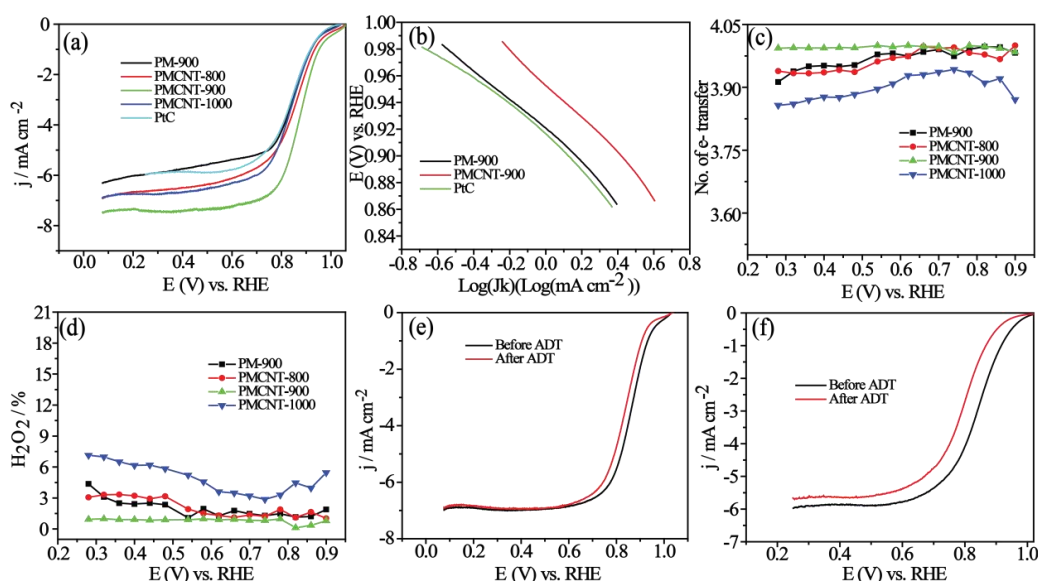 (a)
j / mA cm-2
0
-2
-4
-6
-8
PM-900
PMCNT-800
PMCNT-900
PMCNT-1000
PtC
0.0 0.2 0.4 0.6 0.8 1.0
E (V) vs. RHE
(b)
E (V) vs. RHE
1.00
0.98
0.96
0.92
0.90
0.88
0.86
0.84
PM-900
PMCNT-900
PtC
-0.8 -0.6 -0.4 -0.2 0.0 0.2 0.4 0.6 0.8
Log(Jk)(Log(mA cm-2 ))
(c)
No. of e- transfer
4.05
3.90
3.75
3.60
PM-900
PMCNT-800
PMCNT-900
PMCNT-1000
0.2 0.3 0.4 0.5 0.6 0.7 0.8 0.9
E (V) vs. RHE
(d)
H2O2 / %
21
18
15
12
9
6
3
0
PM-900
PMCNT-800
PMCNT-900
PMCNT-1000
0.2 0.3 0.4 0.5 0.6 0.7 0.8 0.9
E (V) vs. RHE
(e)
j / mA cm-2
0
-2
-4
-6
-8
Before ADT
After ADT
0.0 0.2 0.4 0.6 0.8 1.0
E (V) vs. RHE
(f)
j / mA cm-2
0
-1
-2
-3
-4
-5
-6
-7
Before ADT
After ADT
0.2 0.4 0.6 0.8 1.0
E (V) vs. RHE